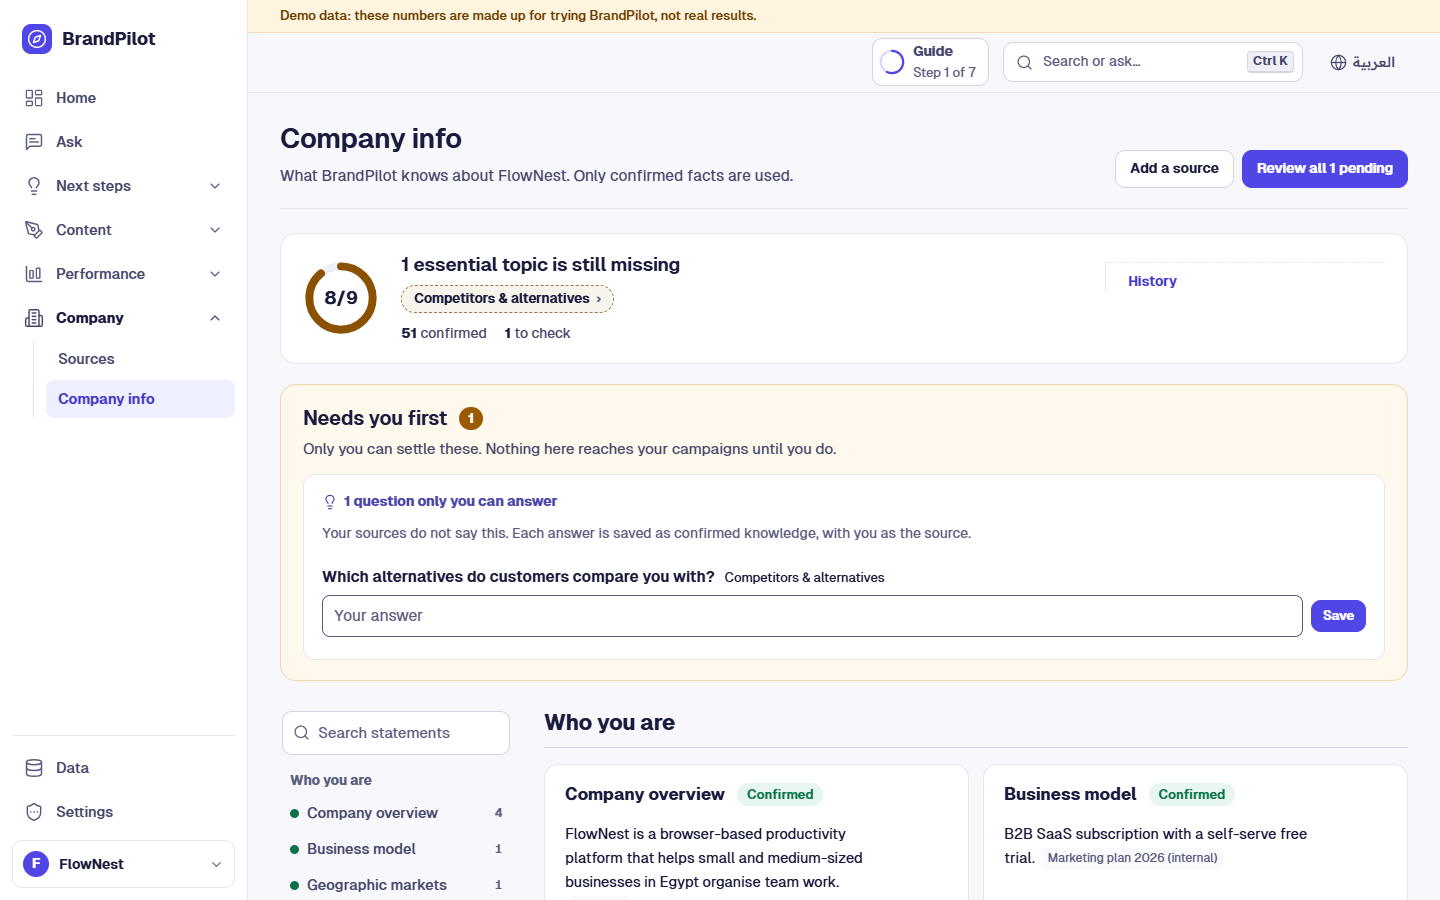 Demo data: these numbers are made up for trying BrandPilot, not real results.
BrandPilot
Home
Ask
Next steps
Content
Performance
Company
Sources
Company info
Data
Settings
F FlowNest
Guide
Step 1 of 7
Search or ask...
Ctrl K
العربية
Company info
What BrandPilot knows about FlowNest. Only confirmed facts are used.
Add a source
Review all 1 pending
8/9
1 essential topic is still missing
Competitors & alternatives ›
51 confirmed 1 to check
History
Needs you first 1
Only you can settle these. Nothing here reaches your campaigns until you do.
1 question only you can answer
Your sources do not say this. Each answer is saved as confirmed knowledge, with you as the source.
Which alternatives do customers compare you with? Competitors & alternatives
Your answer
Save
Search statements
Who you are
Company overview 4
Business model 1
Geographic markets 1
Who you are
Company overview Confirmed
FlowNest is a browser-based productivity
platform that helps small and medium-sized
businesses in Egypt organise team work.
Business model Confirmed
B2B SaaS subscription with a self-serve free
trial. Marketing plan 2026 (internal)